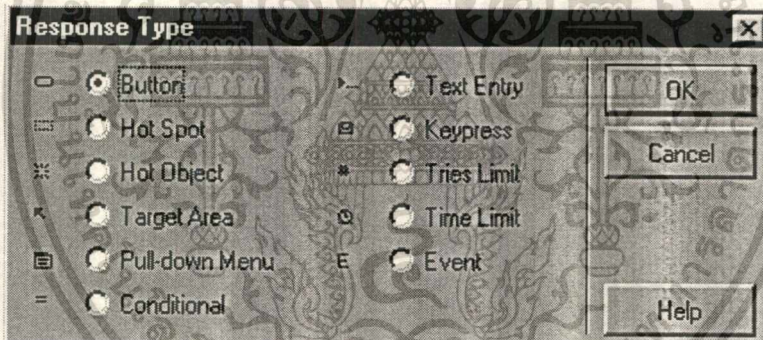 Response Type
Button
Hot Spot
Hot Object
Target Area
Pull-down Menu
= Conditional
Text Entry
Keypress
# Tries Limit
Time Limit
E Event
OK
Cancel
Help